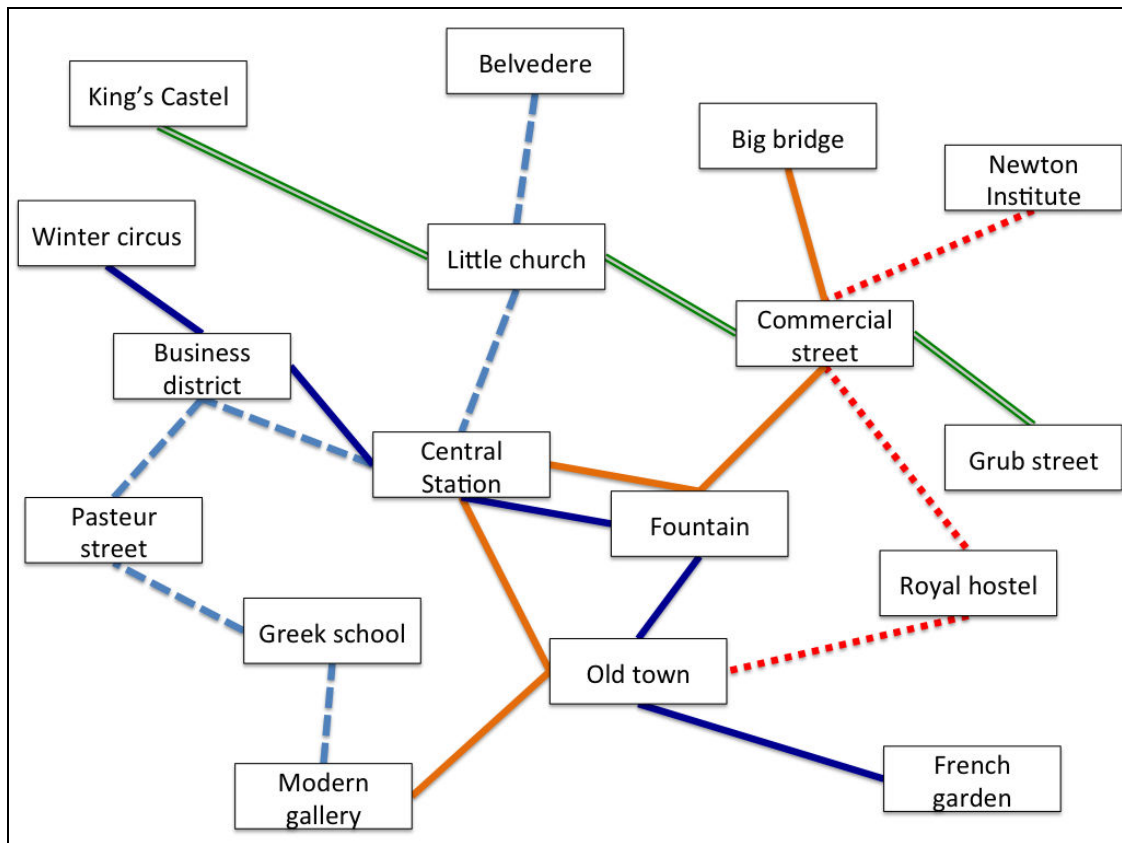 Belvedere
King's Castel
Big bridge
Newton
Institute
Winter circus
Little church
Commercial
street
Business
district
Central
Station
Grub street
Pasteur
street
Fountain
Royal hostel
Greek school
Old town
French
garden
Modern
gallery